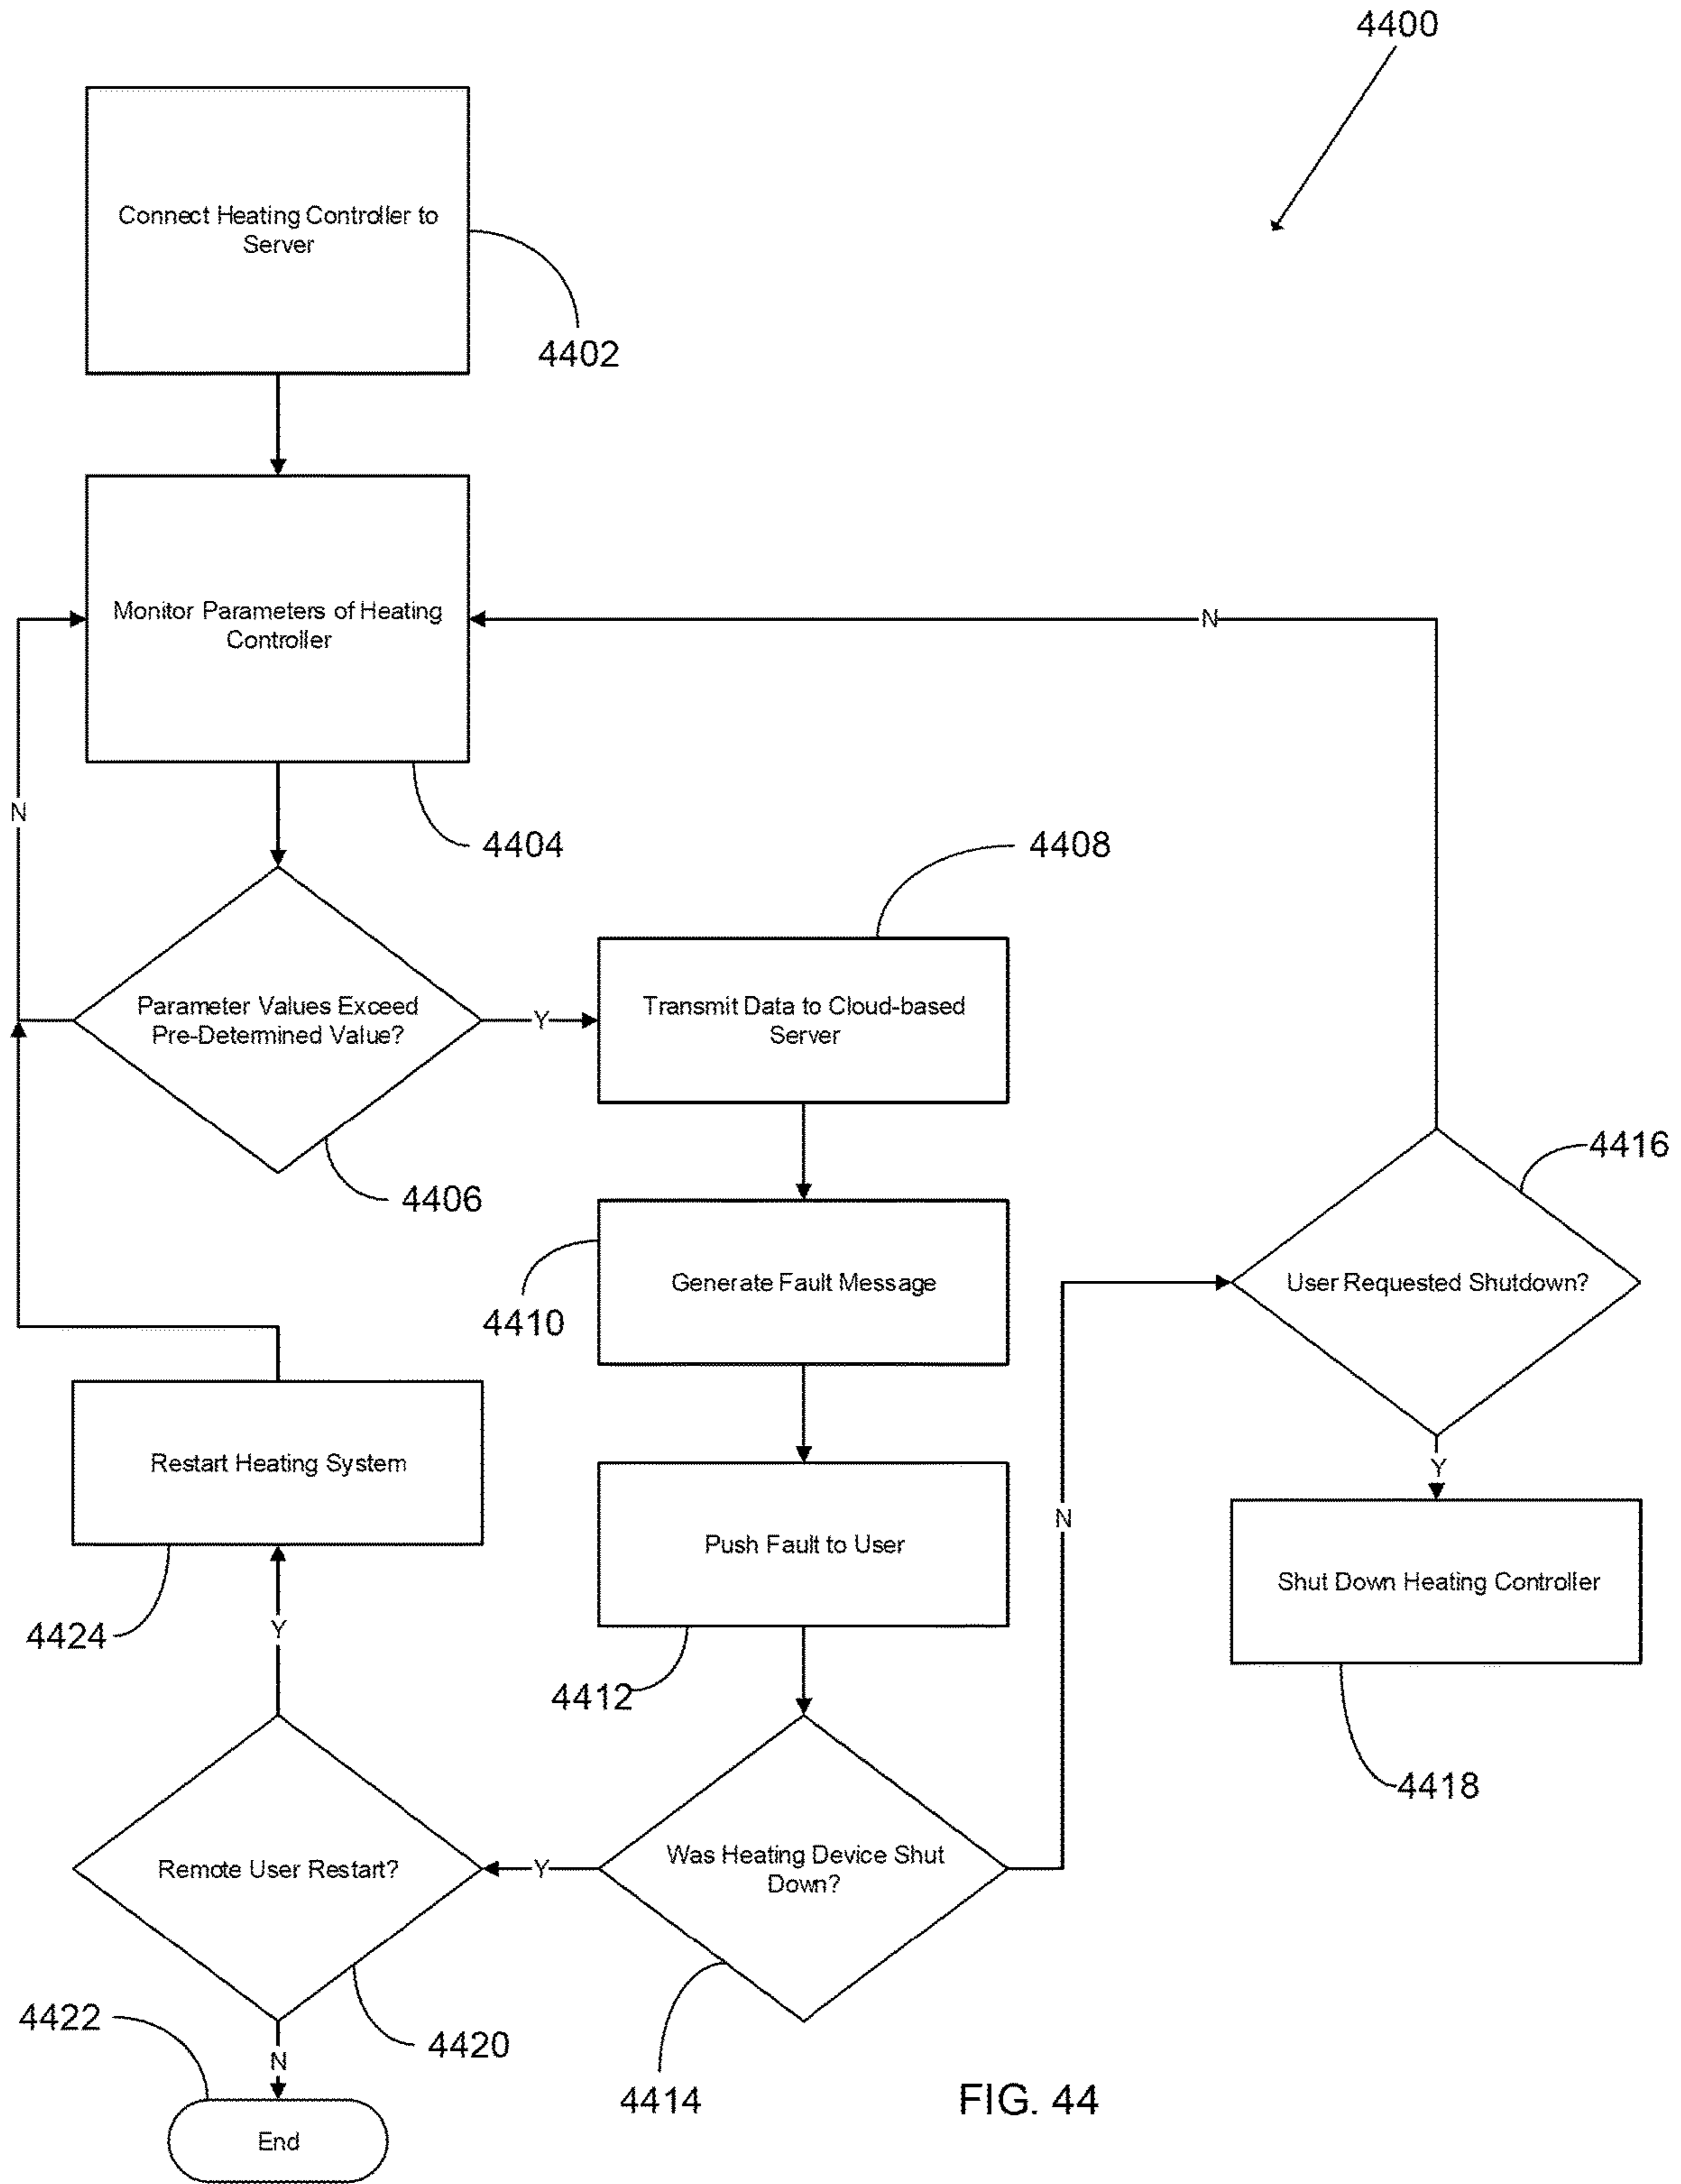 4400
Connect Heating Controller to
Server
4402
Monitor Parameters of Heating
Controller
N
N
4404
4408
Parameter Values Exceed
Pre-Determined Value?
Y
Transmit Data to Cloud-based
Server
4406
4416
Generate Fault Message
User Requested Shutdown?
4410
Restart Heating System
Y
Push Fault to User
N
Shut Down Heating Controller
4424
Y
4412
4418
Remote User Restart?
Y
Was Heating Device Shut
Down?
4422
4420
N
4414
FIG. 44
End